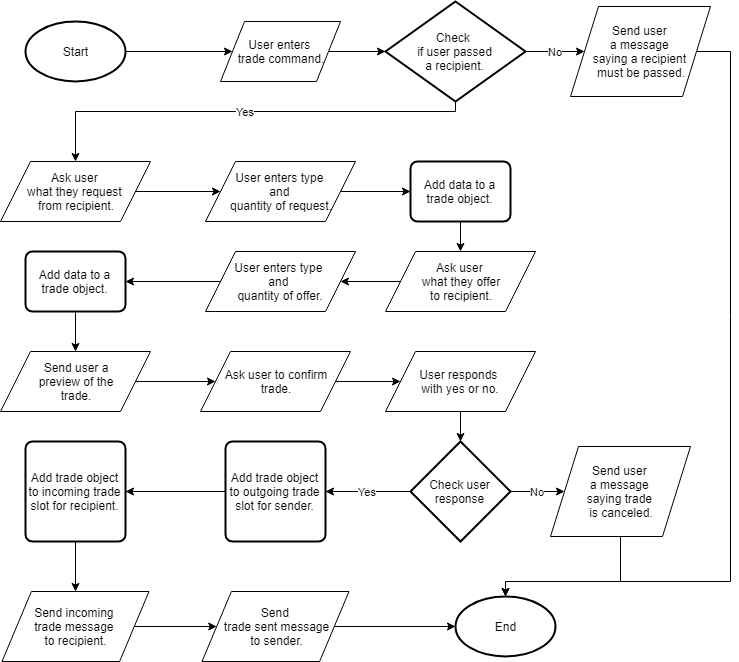 Start
User enters
trade command.
Check
if user passed
a recipient.
No
Send user
a message
saying a recipient
must be passed.
Yes
Ask user
what they request
from recipient.
User enters type
and
quantity of request.
Add data to a
trade object.
Add data to a
trade object.
User enters type
and
quantity of offer.
Ask user
what they offer
to recipient.
Send user a
preview of the
trade.
Ask user to confirm
trade.
User responds
with yes or no.
Add trade object
to incoming trade
slot for recipient.
Add trade object
to outgoing trade
slot for sender.
Yes
Check user
response
No
Send user
a message
saying trade
is canceled.
Send incoming
trade message
to recipient.
Send
trade sent message
to sender.
End